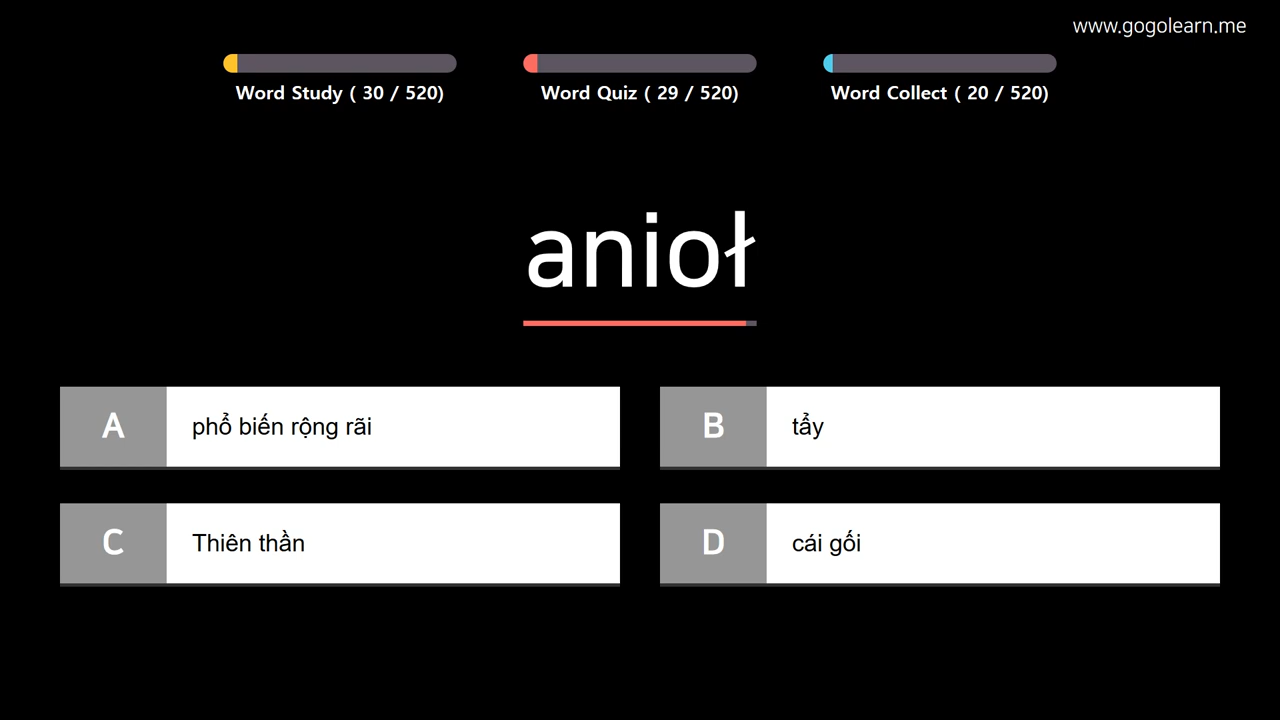 www.gogolearn.me
Word Study ( 30 / 520)
Word Quiz ( 29 / 520)
Word Collect ( 20 / 520)
anioł
A phổ biến rộng rãi
B tẩy
C Thiên thần
D cái gối